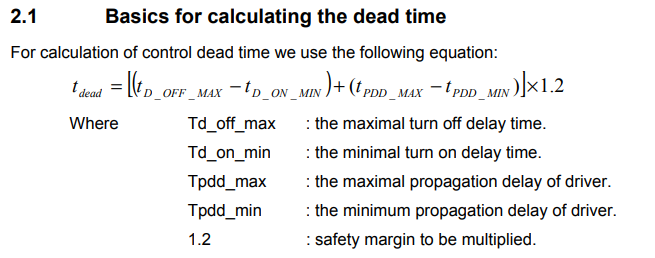 2.1 Basics for calculating the dead time
For calculation of control dead time we use the following equation:
t_dead = [(t_D_OFF_MAX − t_D_ON_MIN) + (t_PDD_MAX − t_PDD_MIN)]×1.2
Where Td_off_max : the maximal turn off delay time.
Td_on_min : the minimal turn on delay time.
Tpdd_max : the maximal propagation delay of driver.
Tpdd_min : the minimum propagation delay of driver.
1.2 : safety margin to be multiplied.